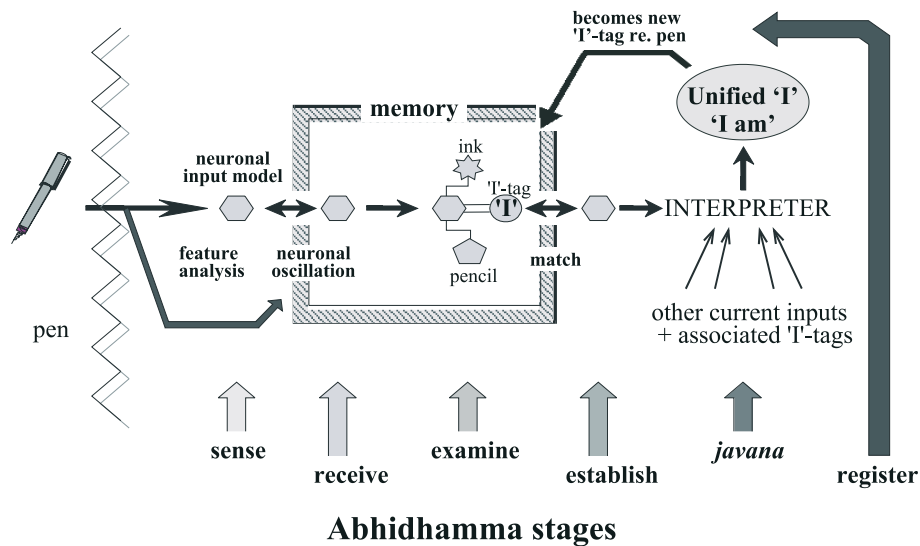 becomes new
'I'-tag re. pen
Unified ‘I’
‘I am’
memory
neuronal
input model
ink
'I'-tag
'I'
INTERPRETER
feature
analysis
neuronal
oscillation
pencil
match
pen
other current inputs
+ associated 'I'-tags
sense
receive
examine
establish
javana
register
Abhidhamma stages